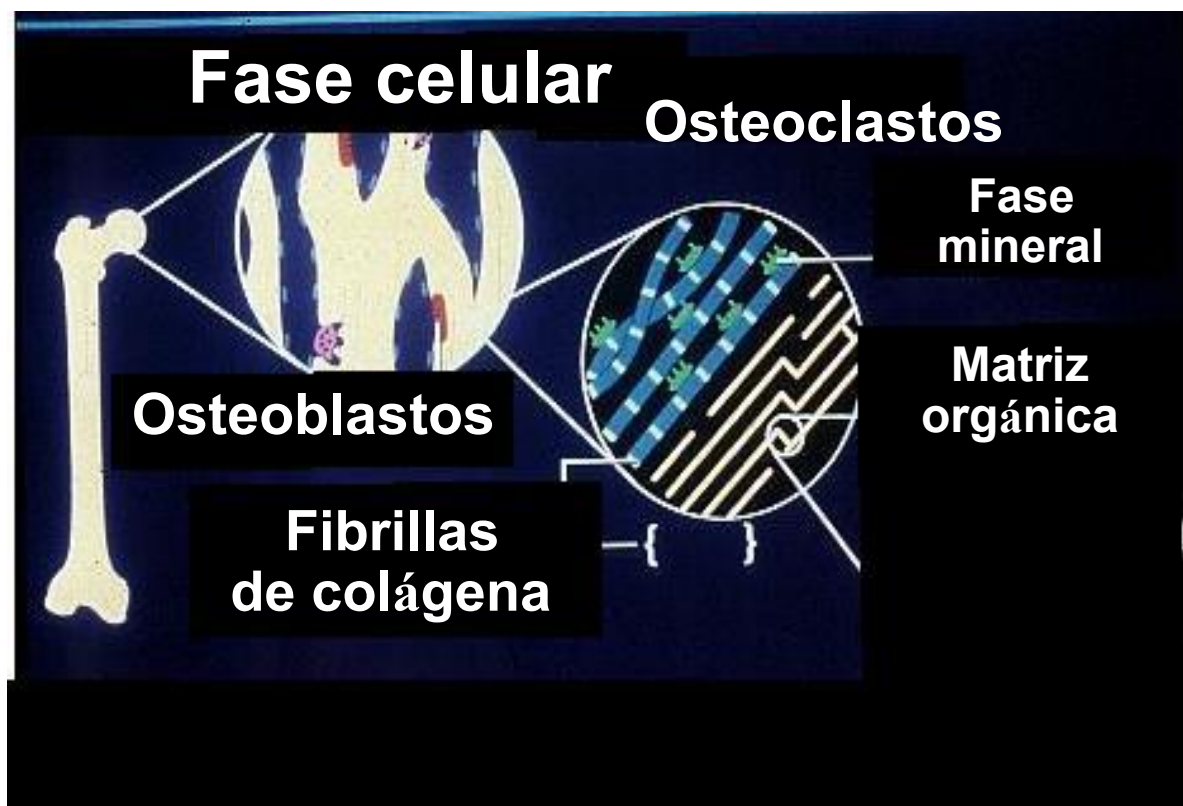 Fase celular
Osteoclastos
Fase
mineral
Matriz
orgánica
Osteoblastos
Fibrillas
de colágena